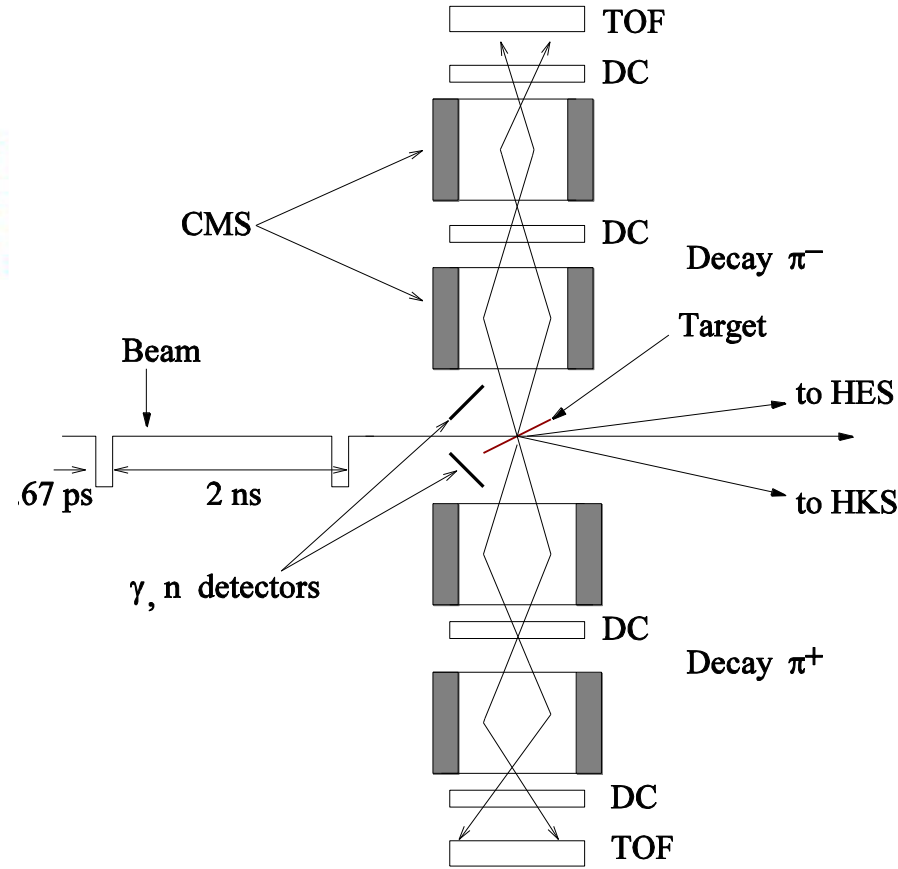 TOF
DC
CMS
DC
Decay π−
Target
Beam
to HES
.67 ps
2 ns
to HKS
γ, n detectors
DC
Decay π+
DC
TOF